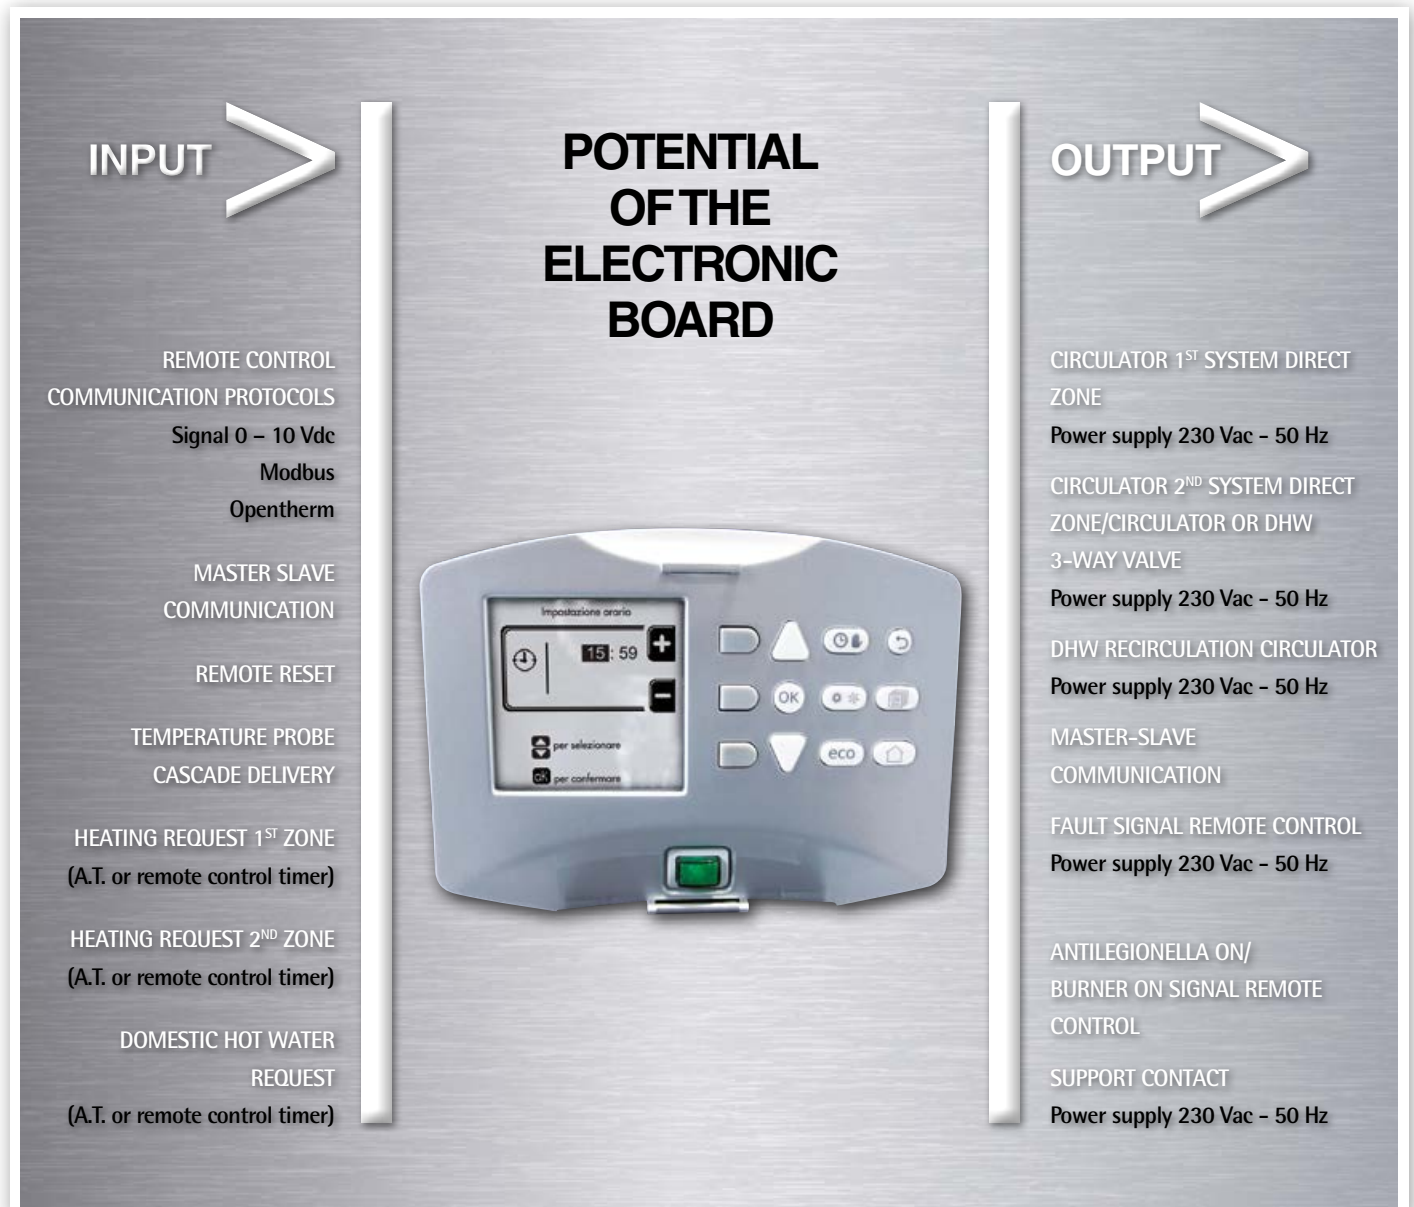 INPUT
REMOTE CONTROL
COMMUNICATION PROTOCOLS
Signal 0 – 10 Vdc
Modbus
Opentherm
MASTER SLAVE
COMMUNICATION
REMOTE RESET
TEMPERATURE PROBE
CASCADE DELIVERY
HEATING REQUEST 1ST ZONE
(A.T. or remote control timer)
HEATING REQUEST 2ND ZONE
(A.T. or remote control timer)
DOMESTIC HOT WATER
REQUEST
(A.T. or remote control timer)
POTENTIAL
OF THE
ELECTRONIC
BOARD
Impostazione orario
15 : 59
per selezionare
OK per confermare
OK
eco
OUTPUT
CIRCULATOR 1ST SYSTEM DIRECT
ZONE
Power supply 230 Vac - 50 Hz
CIRCULATOR 2ND SYSTEM DIRECT
ZONE/CIRCULATOR OR DHW
3-WAY VALVE
Power supply 230 Vac - 50 Hz
DHW RECIRCULATION CIRCULATOR
Power supply 230 Vac - 50 Hz
MASTER-SLAVE
COMMUNICATION
FAULT SIGNAL REMOTE CONTROL
Power supply 230 Vac - 50 Hz
ANTILEGIONELLA ON/
BURNER ON SIGNAL REMOTE
CONTROL
SUPPORT CONTACT
Power supply 230 Vac - 50 Hz